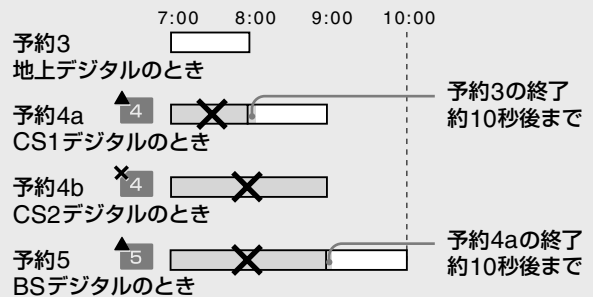 7:00 8:00 9:00 10:00
予約3
地上デジタルのとき
予約3の終了
約10秒後まで
予約4a 4
CS1デジタルのとき
予約4b 4
CS2デジタルのとき
予約4aの終了
約10秒後まで
予約5 5
BSデジタルのとき